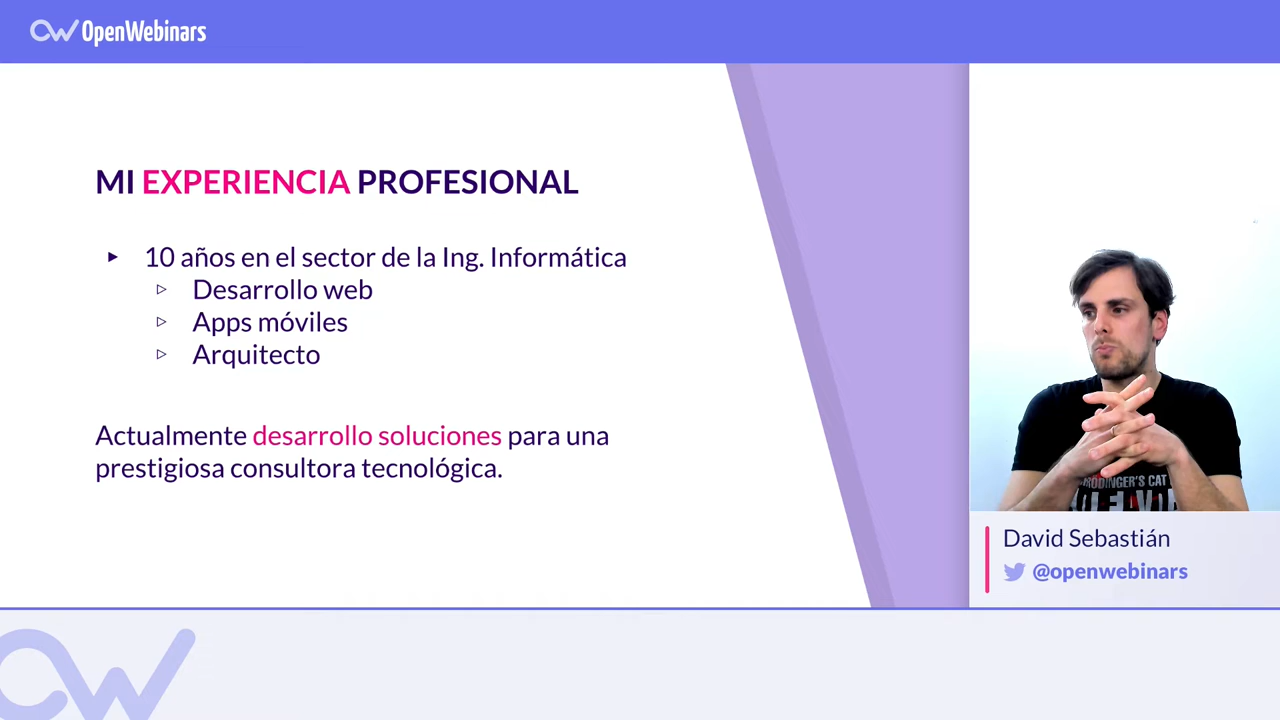 OpenWebinars
MI EXPERIENCIA PROFESIONAL
10 años en el sector de la Ing. Informática
Desarrollo web
Apps móviles
Arquitecto
Actualmente desarrollo soluciones para una
prestigiosa consultora tecnológica.
CAT
David Sebastián
@openwebinars